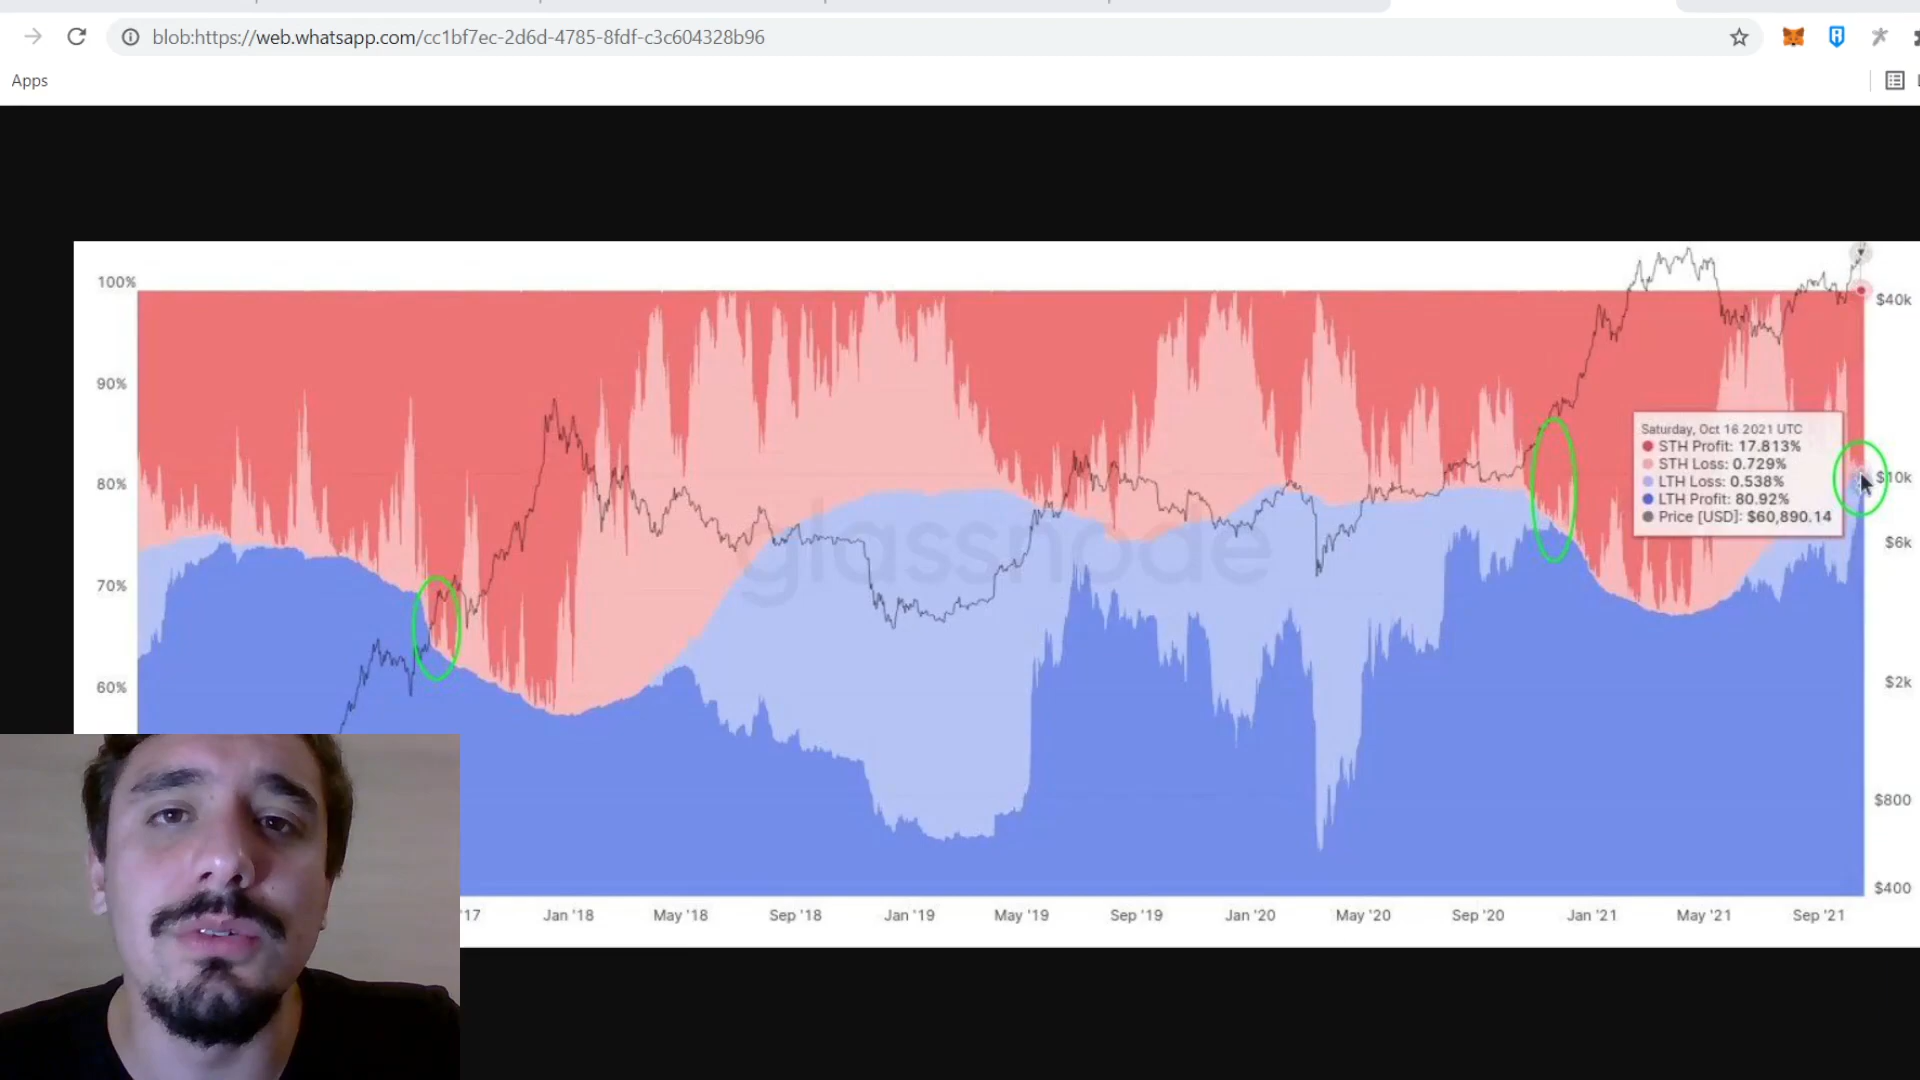 blob:https://web.whatsapp.com/cc1bf7ec-2d6d-4785-8fdf-c3c604328b96
Apps
100%
90%
80%
70%
60%
glassnode
Saturday, Oct 16 2021 UTC
STH Profit: 17.813%
STH Loss: 0.729%
LTH Loss: 0.538%
LTH Profit: 80.92%
Price [USD]: $60,890.14
$40k
$10k
$6k
$2k
$800
$400
'17 Jan '18 May '18 Sep '18 Jan '19 May '19 Sep '19 Jan '20 May '20 Sep '20 Jan '21 May '21 Sep '21